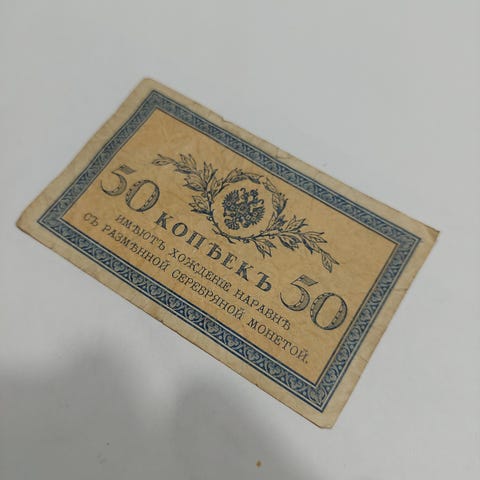 50 КОПѢЕКЪ 50
ИМѢЮТЪ ХОЖДЕНІЕ НАРАВНѢ
СЪ РАЗМѢННОЙ СЕРЕБРЯНОЙ МОНЕТОЙ.